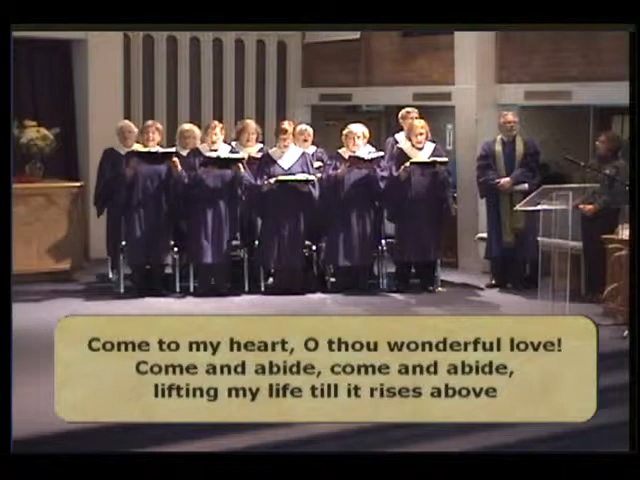 Come to my heart, O thou wonderful love!
Come and abide, come and abide,
lifting my life till it rises above